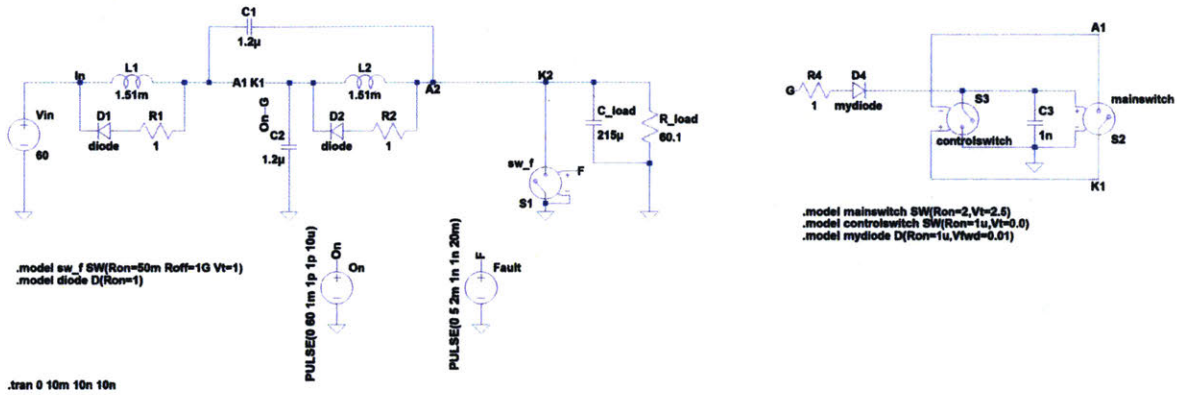 C1
1.2µ
In
L1
1.51m
A1 K1
L2
1.51m
A2
K2
Vin
60
D1
diode
R1
1
On--G
C2
1.2µ
D2
diode
R2
1
C_load
215µ
R_load
60.1
sw_f
F
S1
A1
G
R4
1
D4
mydiode
S3
controlswitch
C3
1n
mainswitch
S2
K1
.model mainswitch SW(Ron=2,Vt=2.5)
.model controlswitch SW(Ron=1u,Vt=0.0)
.model mydiode D(Ron=1u,Vfwd=0.01)
.model sw_f SW(Ron=50m Roff=1G Vt=1)
.model diode D(Ron=1)
On
On
PULSE(0 60 1m 1p 1p 10u)
F
Fault
PULSE(0 5 2m 1n 1n 20m)
.tran 0 10m 10n 10n